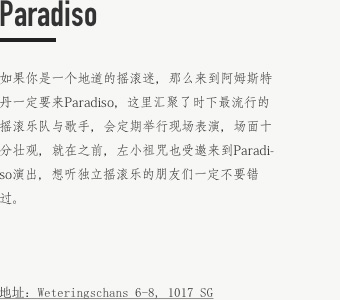 Paradiso
如果你是一个地道的摇滚迷，那么来到阿姆斯特
丹一定要来Paradiso，这里汇聚了时下最流行的
摇滚乐队与歌手，会定期举行现场表演，场面十
分壮观，就在之前，左小祖咒也受邀来到Paradi-
so演出，想听独立摇滚乐的朋友们一定不要错
过。
地址：Weteringschans 6-8, 1017 SG